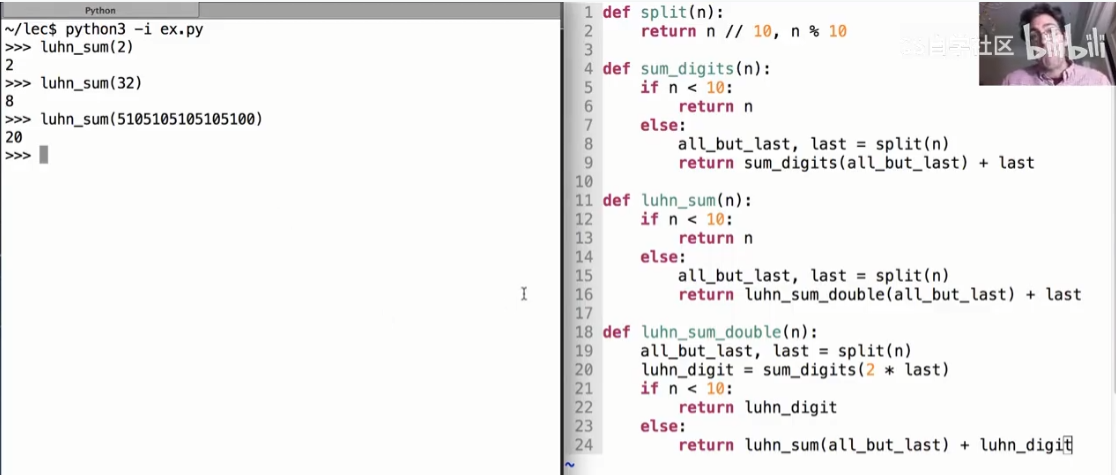 Python
~/lec$ python3 -i ex.py
>>> luhn_sum(2)
2
>>> luhn_sum(32)
8
>>> luhn_sum(5105105105105100)
20
>>>
1 def split(n):
2     return n // 10, n % 10
3
4 def sum_digits(n):
5     if n < 10:
6         return n
7     else:
8         all_but_last, last = split(n)
9         return sum_digits(all_but_last) + last
10
11 def luhn_sum(n):
12     if n < 10:
13         return n
14     else:
15         all_but_last, last = split(n)
16         return luhn_sum_double(all_but_last) + last
17
18 def luhn_sum_double(n):
19     all_but_last, last = split(n)
20     luhn_digit = sum_digits(2 * last)
21     if n < 10:
22         return luhn_digit
23     else:
24         return luhn_sum(all_but_last) + luhn_digit
~
自学社区 bilibili